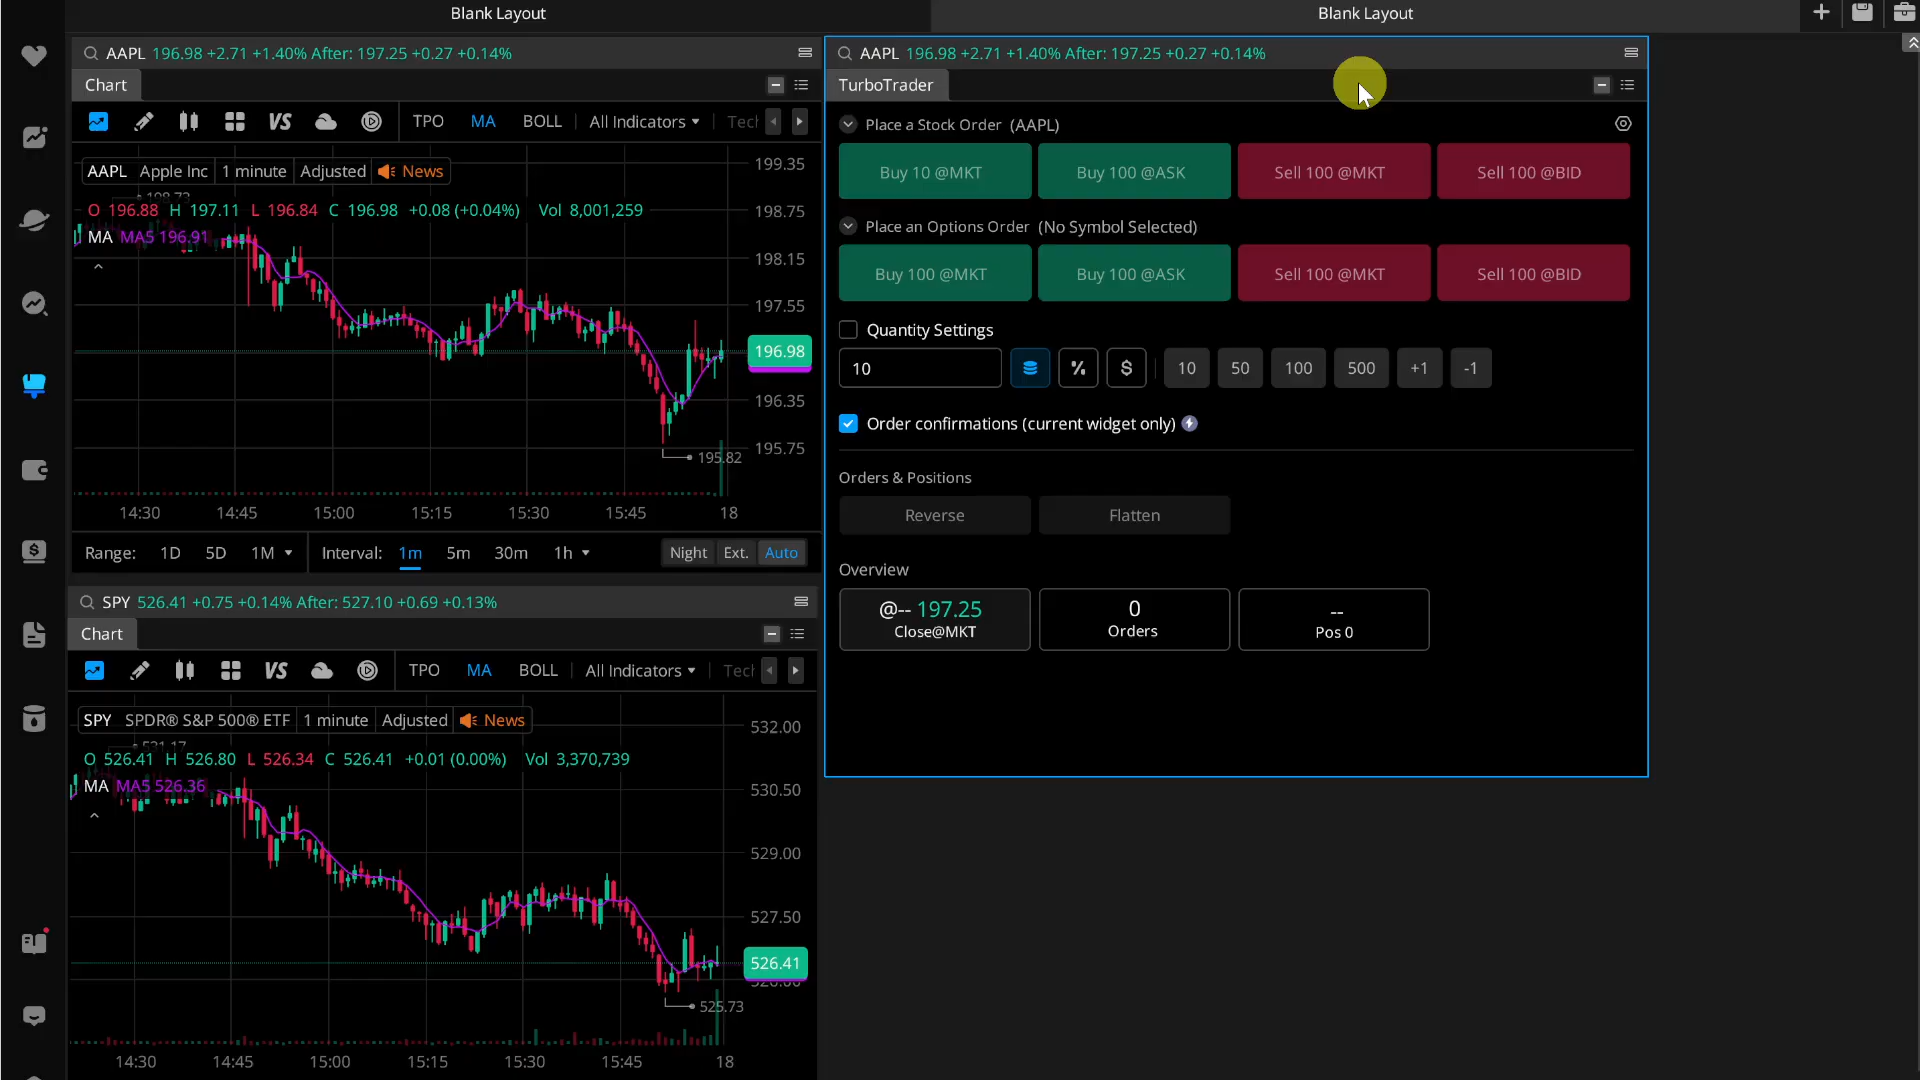 Blank Layout
Blank Layout
AAPL 196.98 +2.71 +1.40% After: 197.25 +0.27 +0.14%
Chart
TPO MA BOLL All Indicators Tec
AAPL Apple Inc 1 minute Adjusted News
O 196.88 H 197.11 L 196.84 C 196.98 +0.08 (+0.04%) Vol 8,001,259
MA MA5 196.91
199.35
198.75
198.15
197.55
196.98
196.35
195.75
195.82
14:30 14:45 15:00 15:15 15:30 15:45 18
Range: 1D 5D 1M Interval: 1m 5m 30m 1h Night Ext. Auto
SPY 526.41 +0.75 +0.14% After: 527.10 +0.69 +0.13%
Chart
TPO MA BOLL All Indicators Tec
SPY SPDR® S&P 500® ETF 1 minute Adjusted News
O 526.41 H 526.80 L 526.34 C 526.41 +0.01 (0.00%) Vol 3,370,739
MA MA5 526.36
532.00
530.50
529.00
527.50
526.41
525.73
14:30 14:45 15:00 15:15 15:30 15:45 18
AAPL 196.98 +2.71 +1.40% After: 197.25 +0.27 +0.14%
TurboTrader
Place a Stock Order (AAPL)
Buy 10 @MKT Buy 100 @ASK Sell 100 @MKT Sell 100 @BID
Place an Options Order (No Symbol Selected)
Buy 100 @MKT Buy 100 @ASK Sell 100 @MKT Sell 100 @BID
Quantity Settings
10 % $ 10 50 100 500 +1 -1
Order confirmations (current widget only)
Orders & Positions
Reverse Flatten
Overview
@-- 197.25 0 --
Close@MKT Orders Pos 0